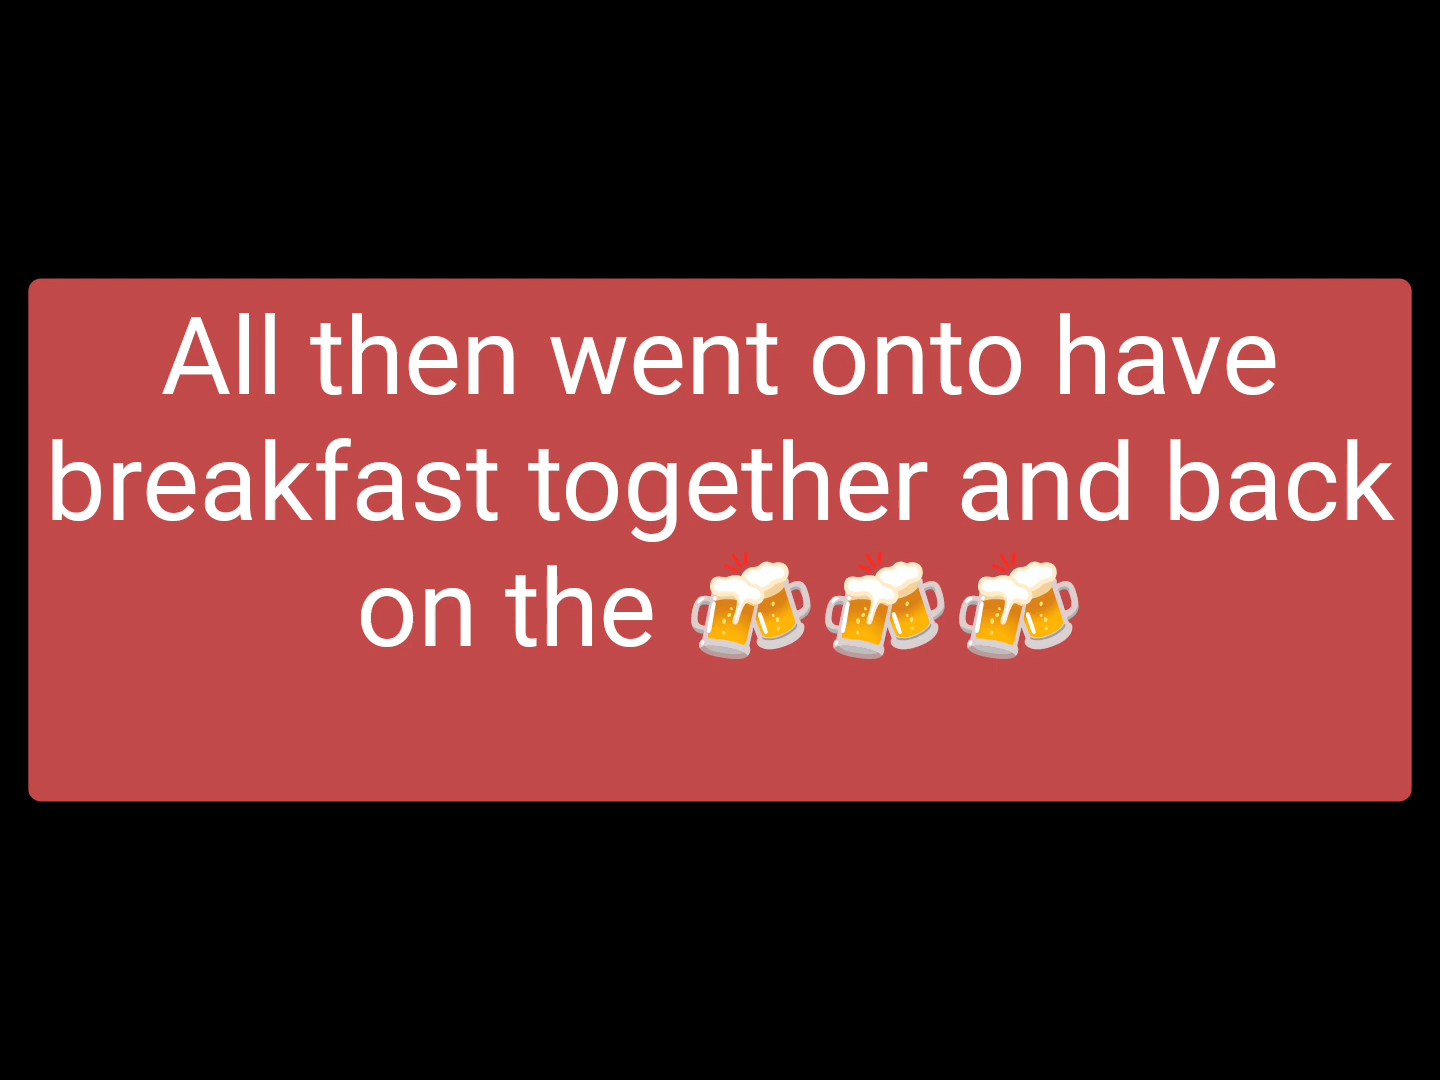 All then went onto have
breakfast together and back
on the 🍻🍻🍻